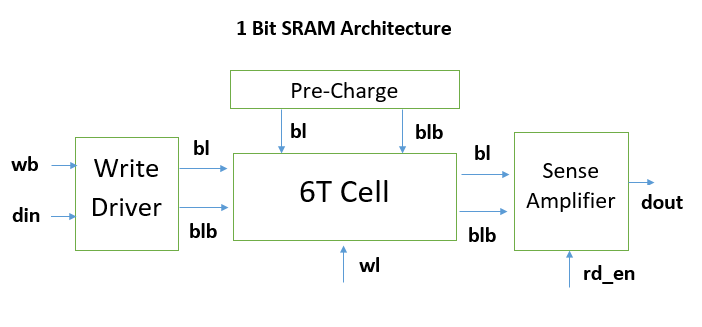 1 Bit SRAM Architecture
Pre-Charge
bl
blb
wb
din
Write
Driver
bl
blb
6T Cell
wl
bl
blb
Sense
Amplifier
dout
rd_en